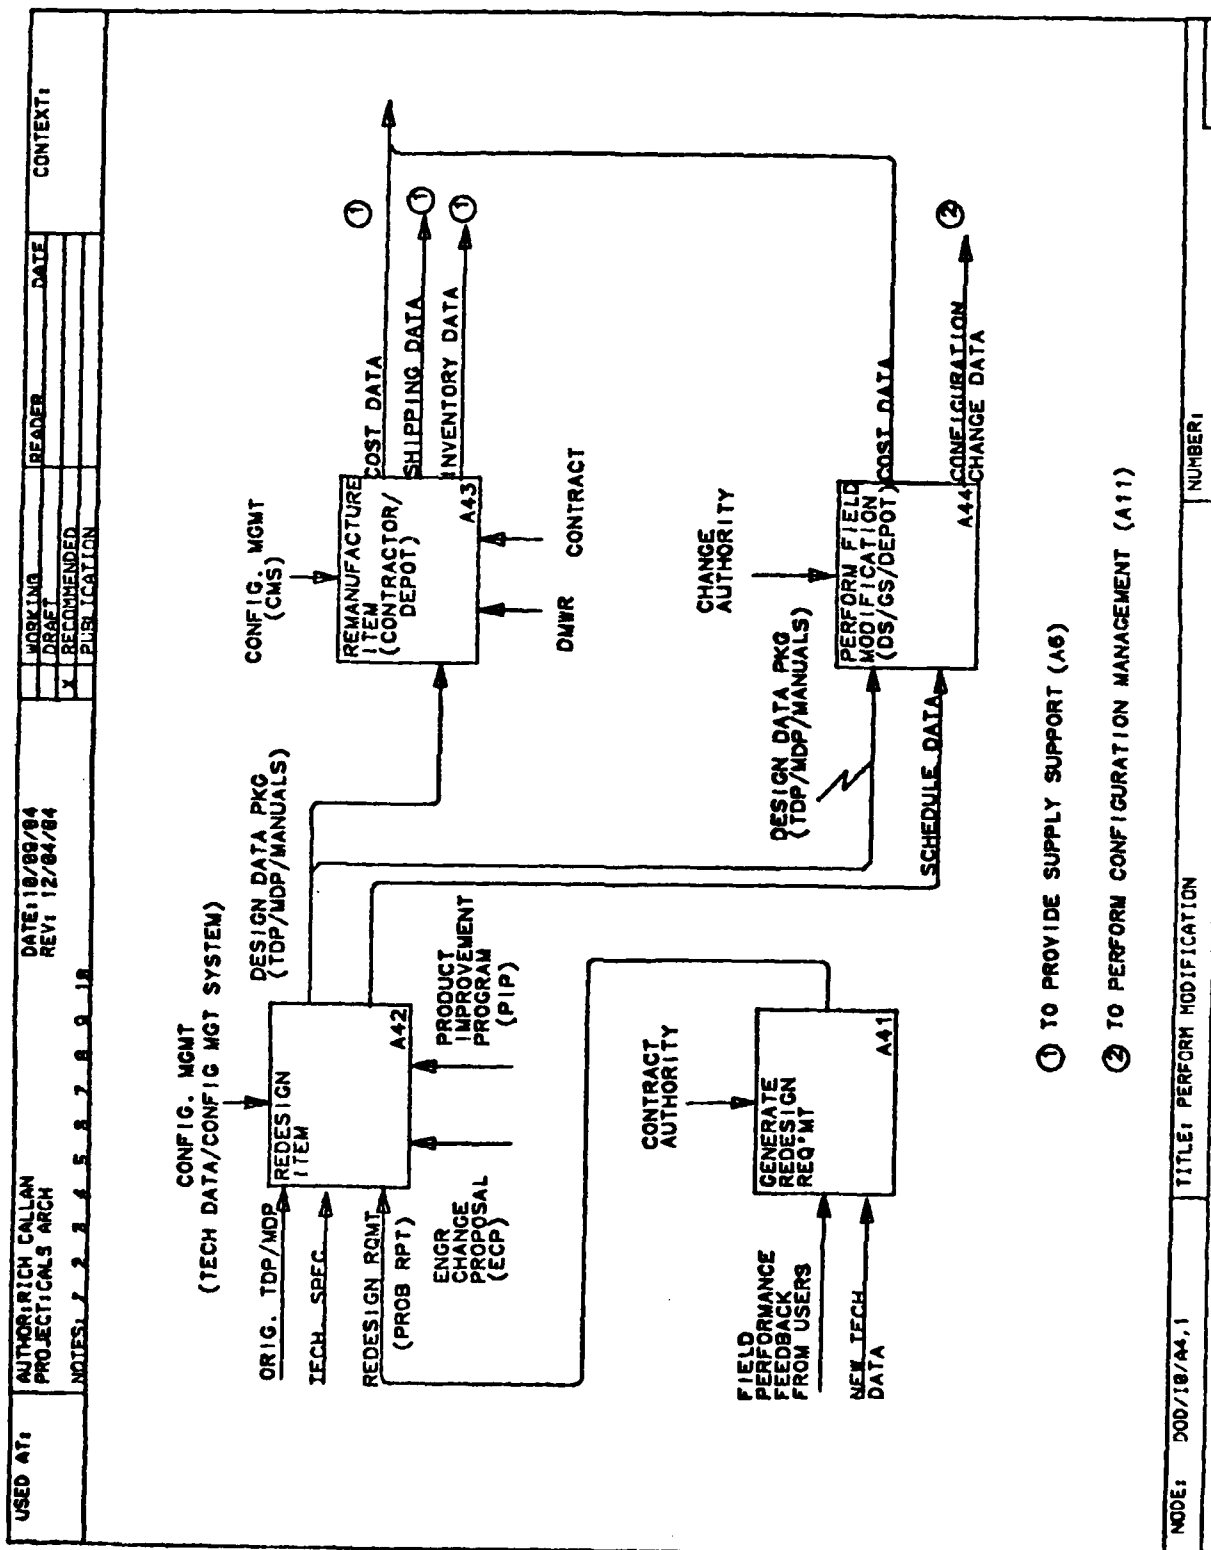 USED AT:
AUTHOR: RICH CALLAN
PROJECT: CALS ARCH
NOTES: 1 2 3 4 5 6 7 8 9 10
DATE: 10/09/84
REV: 12/04/84
WORKING
DRAFT
X RECOMMENDED
PUBLICATION
READER
DATE
CONTEXT:
CONFIG. MGMT
(TECH DATA/CONFIG MGT SYSTEM)
ORIG. TDP/MDP
TECH. SPEC.
REDESIGN RQMT
(PROB RPT)
REDESIGN
ITEM
A42
ENGR
CHANGE
PROPOSAL
(ECP)
PRODUCT
IMPROVEMENT
PROGRAM
(PIP)
DESIGN DATA PKG
(TDP/MDP/MANUALS)
CONFIG. MGMT
(CMS)
REMANUFACTURE
ITEM
(CONTRACTOR/
DEPOT)
A43
DMWR
CONTRACT
COST DATA
1
SHIPPING DATA
1
INVENTORY DATA
1
CONTRACT
AUTHORITY
FIELD
PERFORMANCE
FEEDBACK
FROM USERS
NEW TECH
DATA
GENERATE
REDESIGN
REQ'MT
A41
DESIGN DATA PKG
(TDP/MDP/MANUALS)
SCHEDULE DATA
CHANGE
AUTHORITY
PERFORM FIELD
MODIFICATION
(DS/GS/DEPOT)
A44
COST DATA
CONFIGURATION
CHANGE DATA
2
1 TO PROVIDE SUPPLY SUPPORT (A6)
2 TO PERFORM CONFIGURATION MANAGEMENT (A11)
NODE: DOD/10/A4,1
TITLE: PERFORM MODIFICATION
NUMBER: